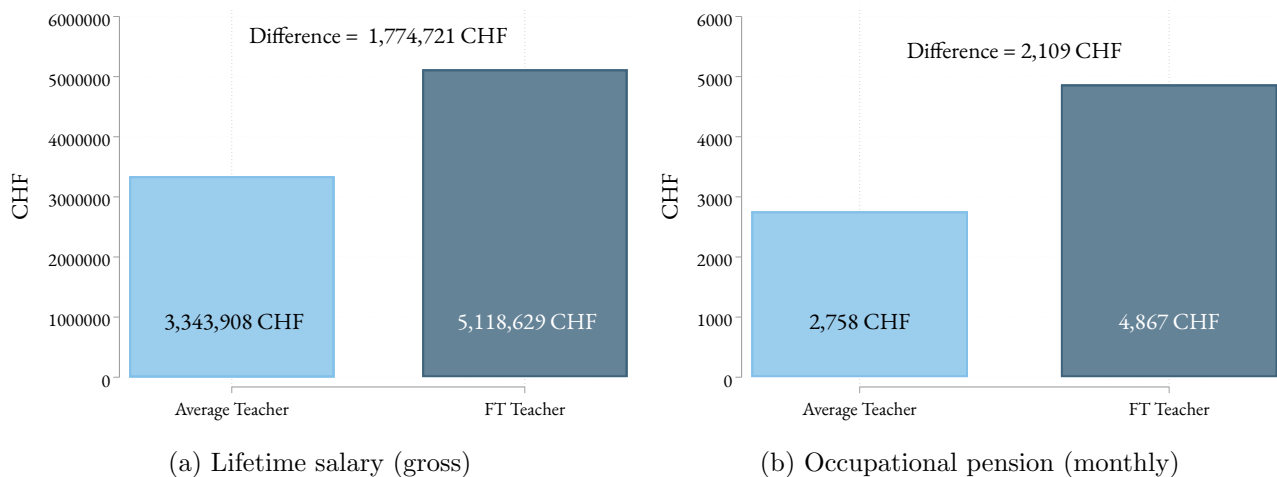 6000000
Difference = 1,774,721 CHF
5000000
4000000
3000000
2000000
1000000
0
CHF
3,343,908 CHF
5,118,629 CHF
Average Teacher
FT Teacher
(a) Lifetime salary (gross)
6000
Difference = 2,109 CHF
5000
4000
3000
2000
1000
0
CHF
2,758 CHF
4,867 CHF
Average Teacher
FT Teacher
(b) Occupational pension (monthly)